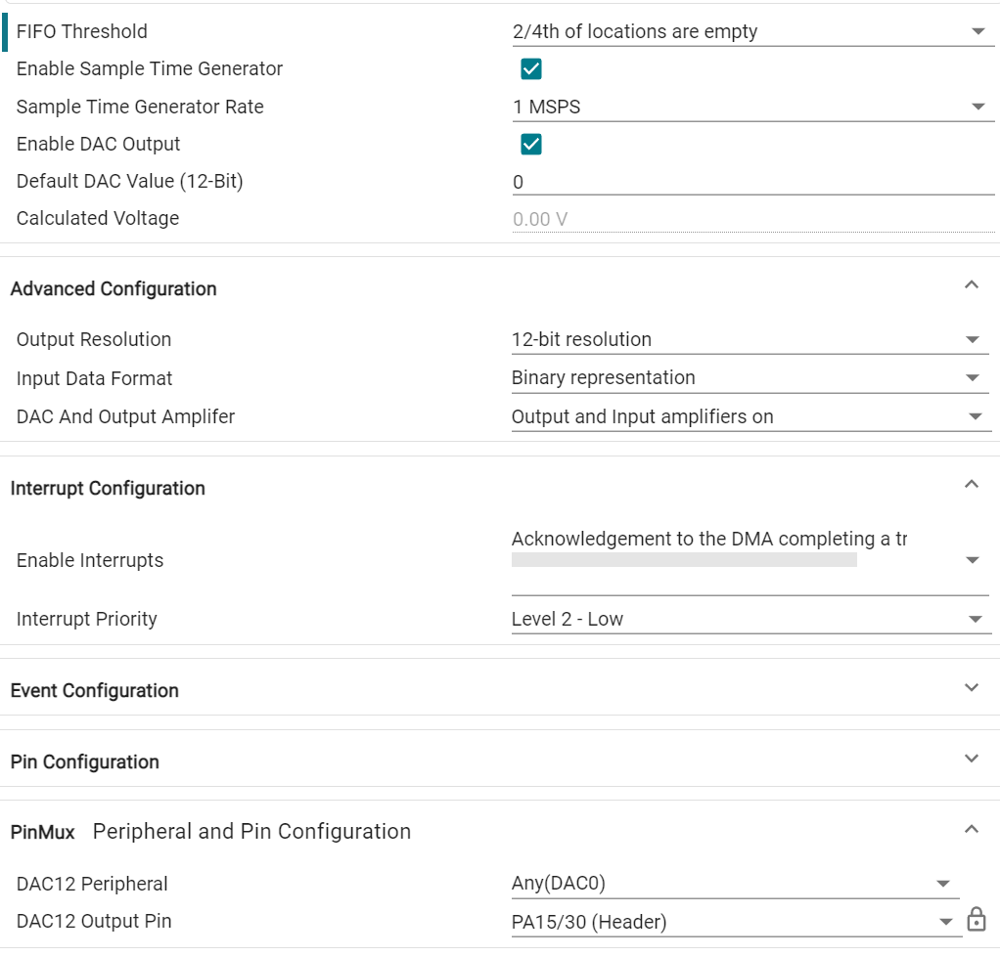 FIFO Threshold 2/4th of locations are empty
Enable Sample Time Generator
Sample Time Generator Rate 1 MSPS
Enable DAC Output
Default DAC Value (12-Bit) 0
Calculated Voltage 0.00 V
Advanced Configuration
Output Resolution 12-bit resolution
Input Data Format Binary representation
DAC And Output Amplifer Output and Input amplifiers on
Interrupt Configuration
Acknowledgement to the DMA completing a tr
Enable Interrupts
Interrupt Priority Level 2 - Low
Event Configuration
Pin Configuration
PinMux Peripheral and Pin Configuration
DAC12 Peripheral Any(DAC0)
DAC12 Output Pin PA15/30 (Header)